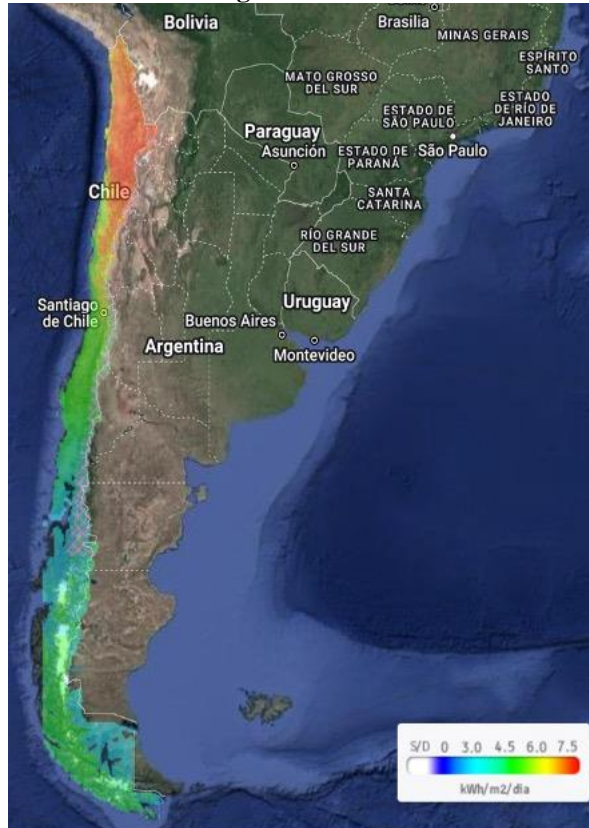 Bolivia
Brasilia
MINAS GERAIS
ESPÍRITO
SANTO
MATO GROSSO
DEL SUR
ESTADO
DE RÍO DE
JANEIRO
ESTADO DE
SÃO PAULO
Paraguay
Asunción
ESTADO DE
PARANÁ
São Paulo
Chile
SANTA
CATARINA
RÍO GRANDE
DEL SUR
Santiago
de Chile
Uruguay
Buenos Aires
Argentina
Montevideo
S/D 0 3.0 4.5 6.0 7.5
kWh/m2/dia